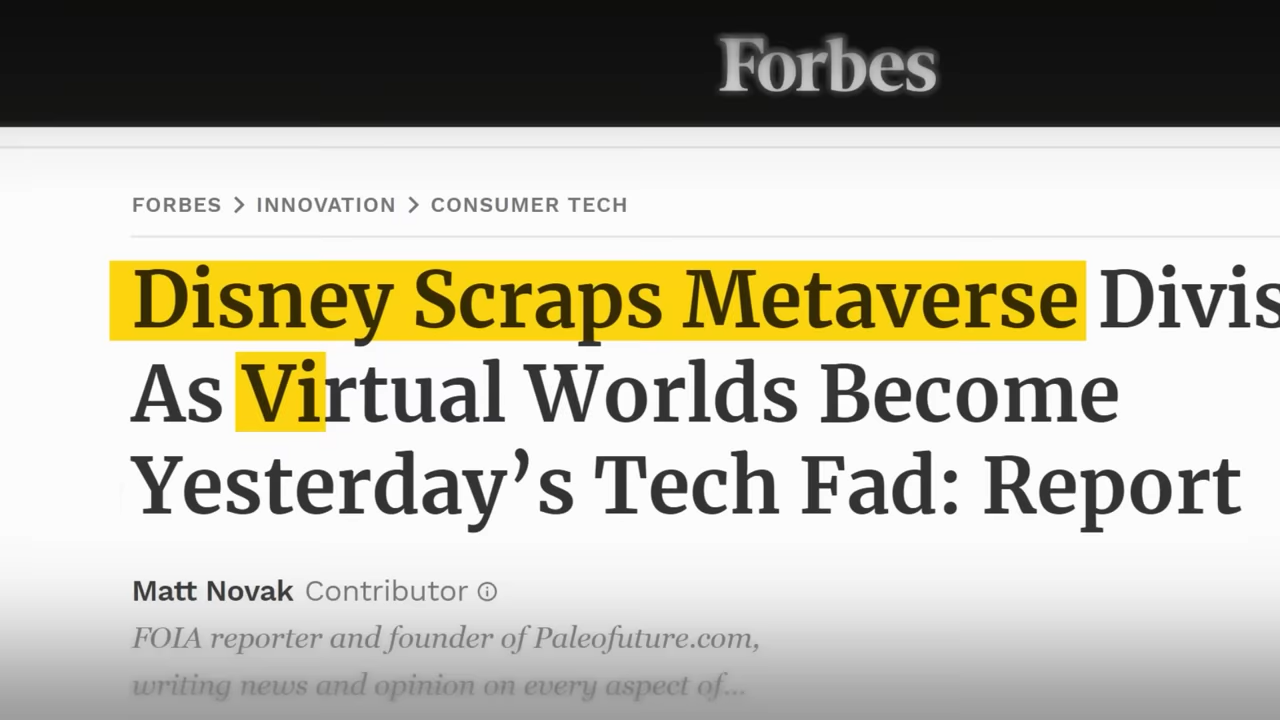 Forbes
FORBES > INNOVATION > CONSUMER TECH
Disney Scraps Metaverse Divis
As Virtual Worlds Become
Yesterday’s Tech Fad: Report
Matt Novak Contributor
FOIA reporter and founder of Paleofuture.com,
writing news and opinion on every aspect of...